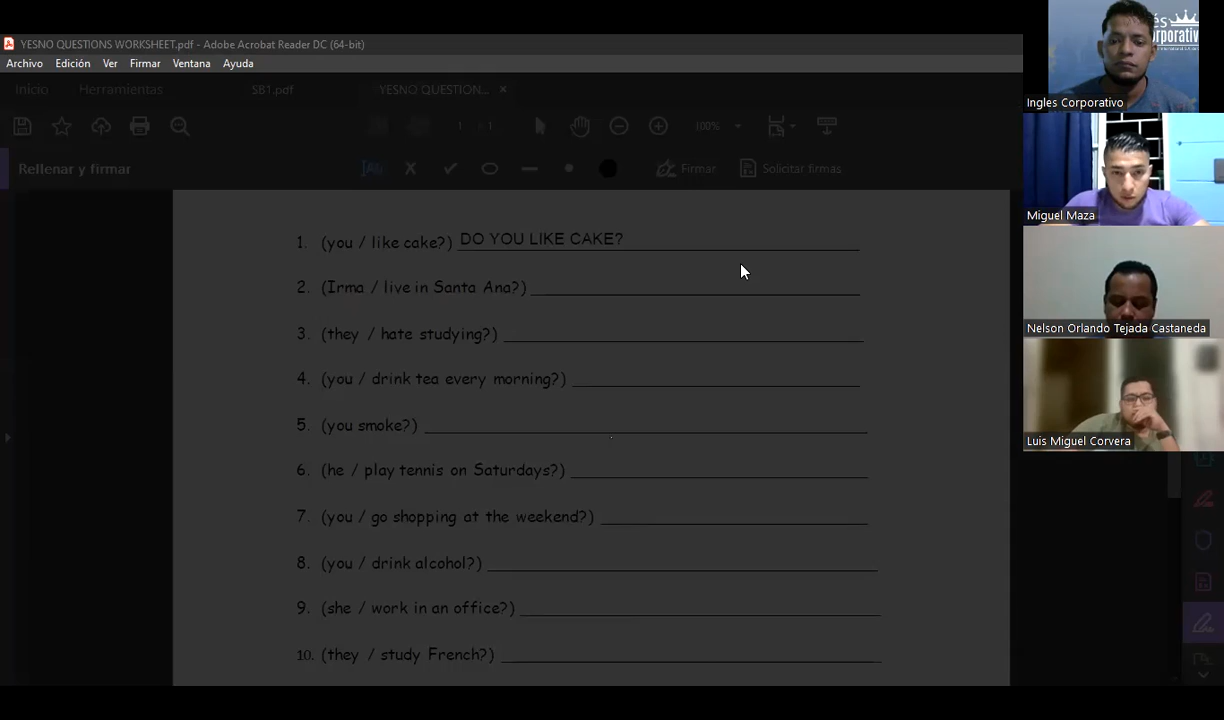 YESNO QUESTIONS WORKSHEET.pdf - Adobe Acrobat Reader DC (64-bit)
Archivo Edición Ver Firmar Ventana Ayuda
Inicio Herramientas SB1.pdf YESNO QUESTION... ×
1 1 100%
Rellenar y firmar Firmar Solicitar firmas
1. (you / like cake?) DO YOU LIKE CAKE?
2. (Irma / live in Santa Ana?)
3. (they / hate studying?)
4. (you / drink tea every morning?)
5. (you smoke?)
6. (he / play tennis on Saturdays?)
7. (you / go shopping at the weekend?)
8. (you / drink alcohol?)
9. (she / work in an office?)
10. (they / study French?)
Ingles Corporativo
Miguel Maza
Nelson Orlando Tejada Castaneda
Luis Miguel Corvera